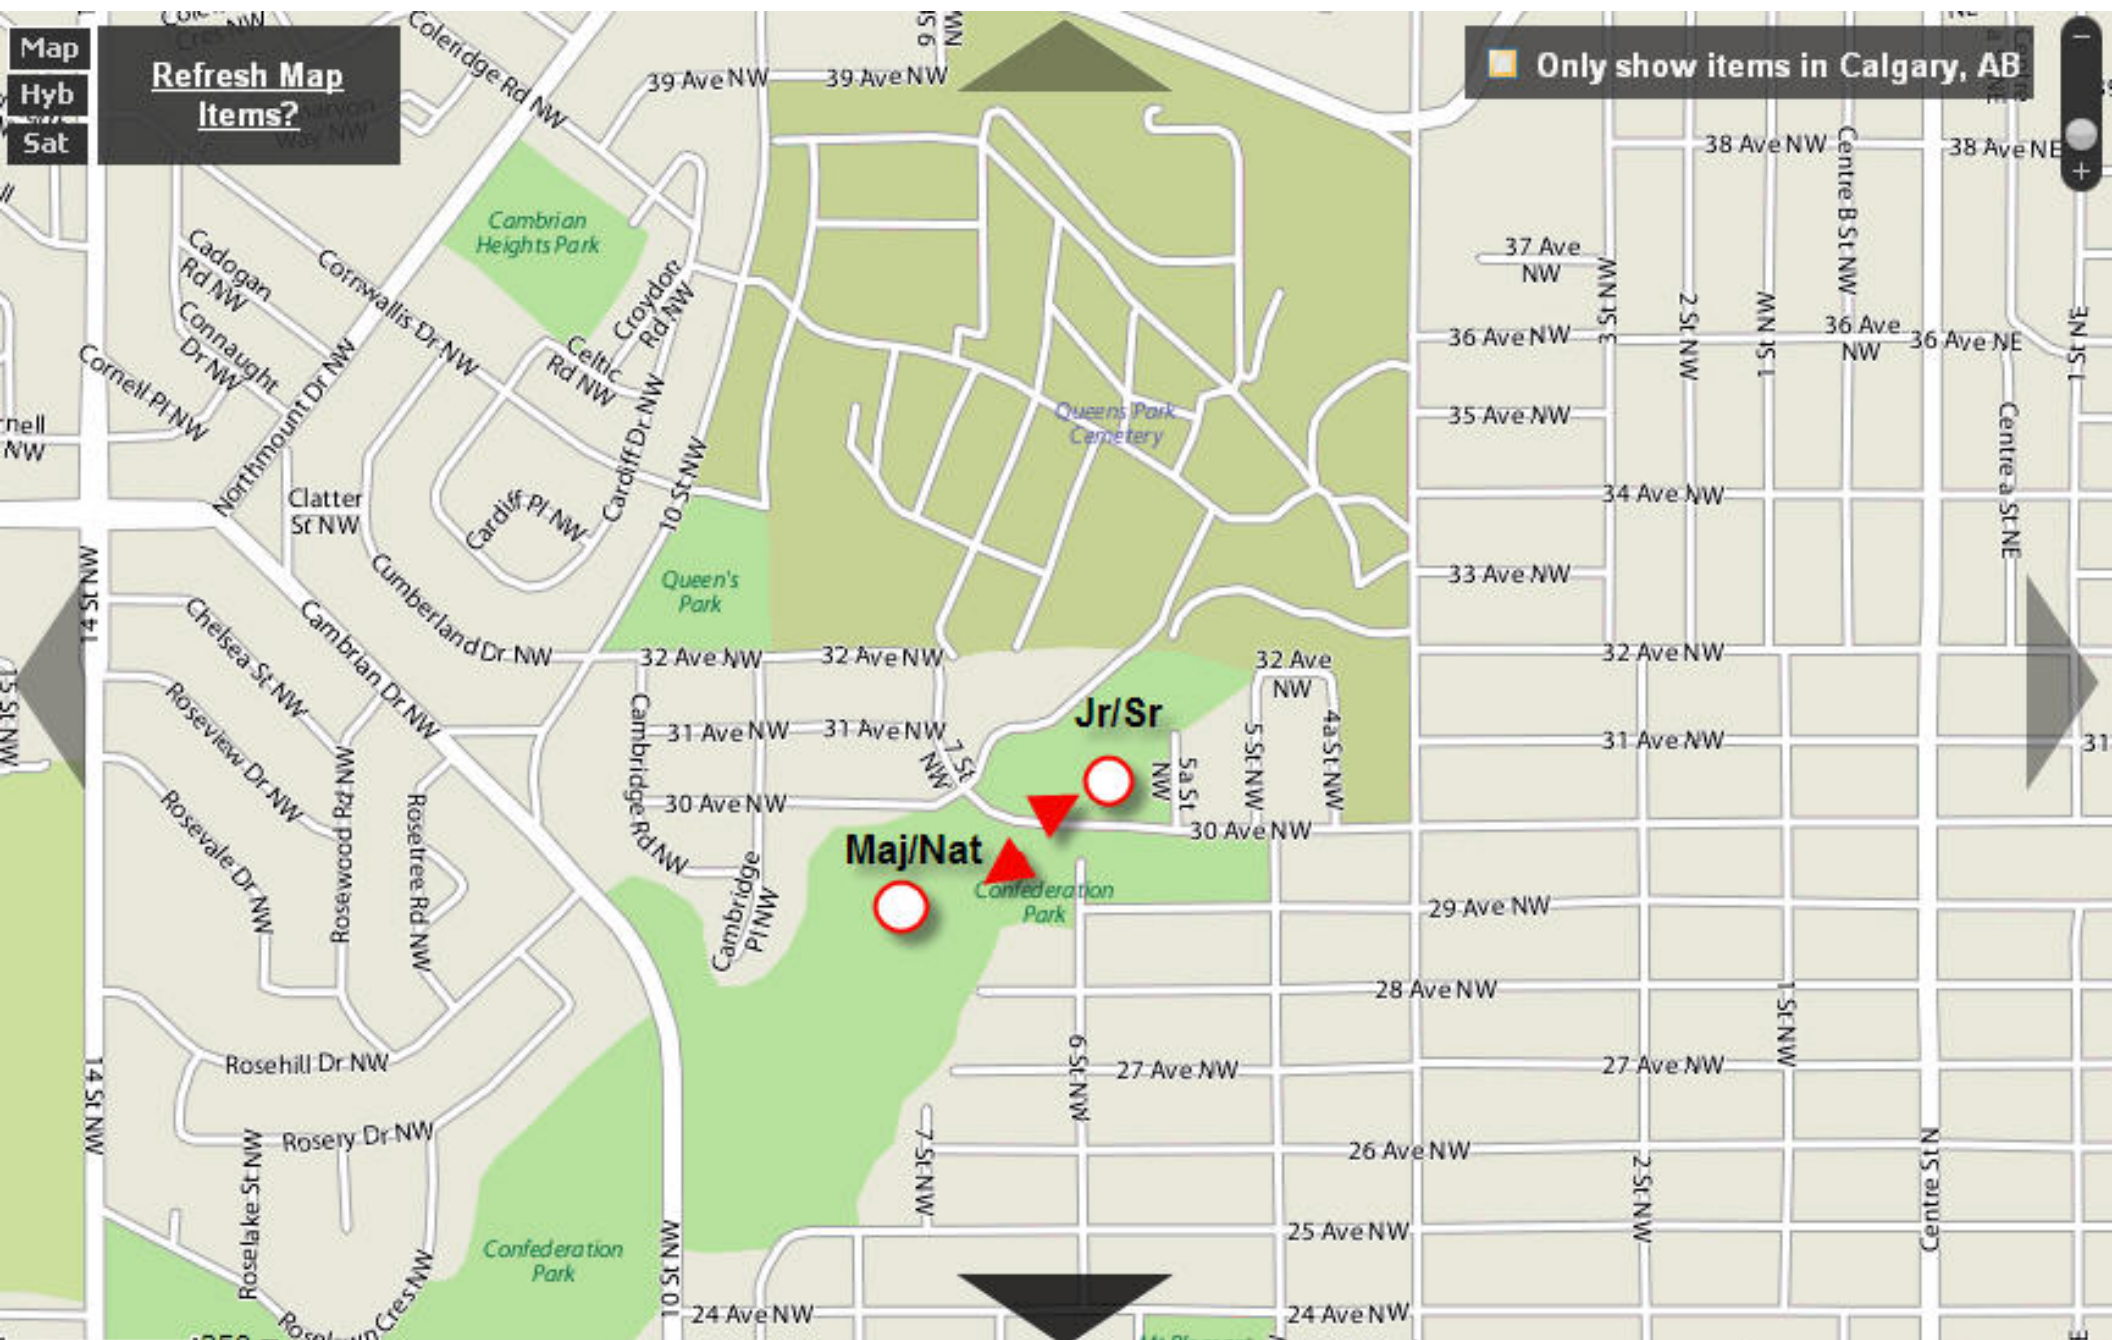 Map
Hyb
Sat
Refresh Map
Items?
Only show items in Calgary, AB
Coleridge Rd NW
39 Ave NW
39 Ave NW
9 St
NW
38 Ave NW
38 Ave NE
Centre B St NW
Cambrian
Heights Park
Cadogan
Rd NW
Cornwallis Dr NW
Croydon
Rd NW
37 Ave
NW
3 St NW
2 St NW
1 St NW
36 Ave NW
36 Ave
NW
36 Ave NE
1 St NE
Connaught
Dr NW
Cornell Pl NW
Celtic
Rd NW
Northmount Dr NW
Cardiff Dr NW
10 St NW
Queens Park
Cemetery
35 Ave NW
Centre a St NE
nell
NW
Clatter
St NW
Cardiff Pl NW
34 Ave NW
14 St NW
Cumberland Dr NW
Queen's
Park
33 Ave NW
Chelsea St NW
Cambrian Dr NW
32 Ave NW
32 Ave NW
32 Ave
NW
32 Ave NW
15 St NW
Roseview Dr NW
Cambridge Rd NW
31 Ave NW
31 Ave NW
7 St
NW
Jr/Sr
5a St
NW
5 St NW
4a St NW
31 Ave NW
31
Rosevale Dr NW
Rosewood Rd NW
Rosetree Rd NW
30 Ave NW
30 Ave NW
Maj/Nat
Cambridge
Pl NW
Confederation
Park
29 Ave NW
28 Ave NW
1 St NW
6 St NW
Rosehill Dr NW
27 Ave NW
27 Ave NW
14 St NW
Rosery Dr NW
7 St NW
26 Ave NW
2 St NW
Centre St N
Roselake St NW
Confederation
Park
10 St NW
25 Ave NW
Roselawn Cres NW
24 Ave NW
24 Ave NW